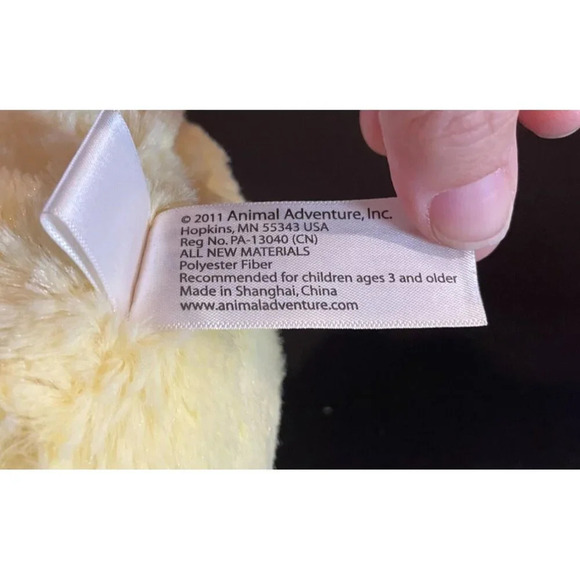 © 2011 Animal Adventure, Inc.
Hopkins, MN 55343 USA
Reg No. PA-13040 (CN)
ALL NEW MATERIALS
Polyester Fiber
Recommended for children ages 3 and older
Made in Shanghai, China
www.animaladventure.com